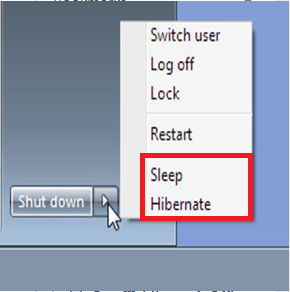 Switch user
Log off
Lock
Restart
Sleep
Hibernate
Shut down